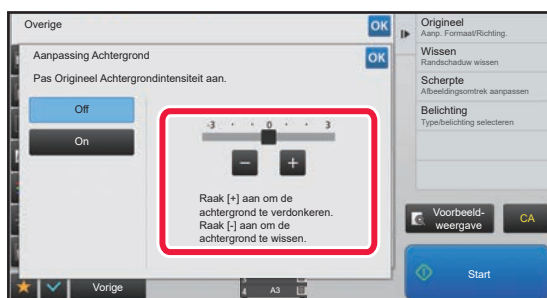 Overige
OK
Aanpassing Achtergrond
OK
Pas Origineel Achtergrondintensiteit aan.
Off
On
-3 0 3
−
+
Raak [+] aan om de
achtergrond te verdonkeren.
Raak [-] aan om de
achtergrond te wissen.
Vorige
4 A3
Origineel
Aanp. Formaat/Richting.
Wissen
Randschaduw wissen
Scherpte
Afbeeldingsomtrek aanpassen
Belichting
Type/belichting selecteren
Voorbeeld-
weergave
CA
Start